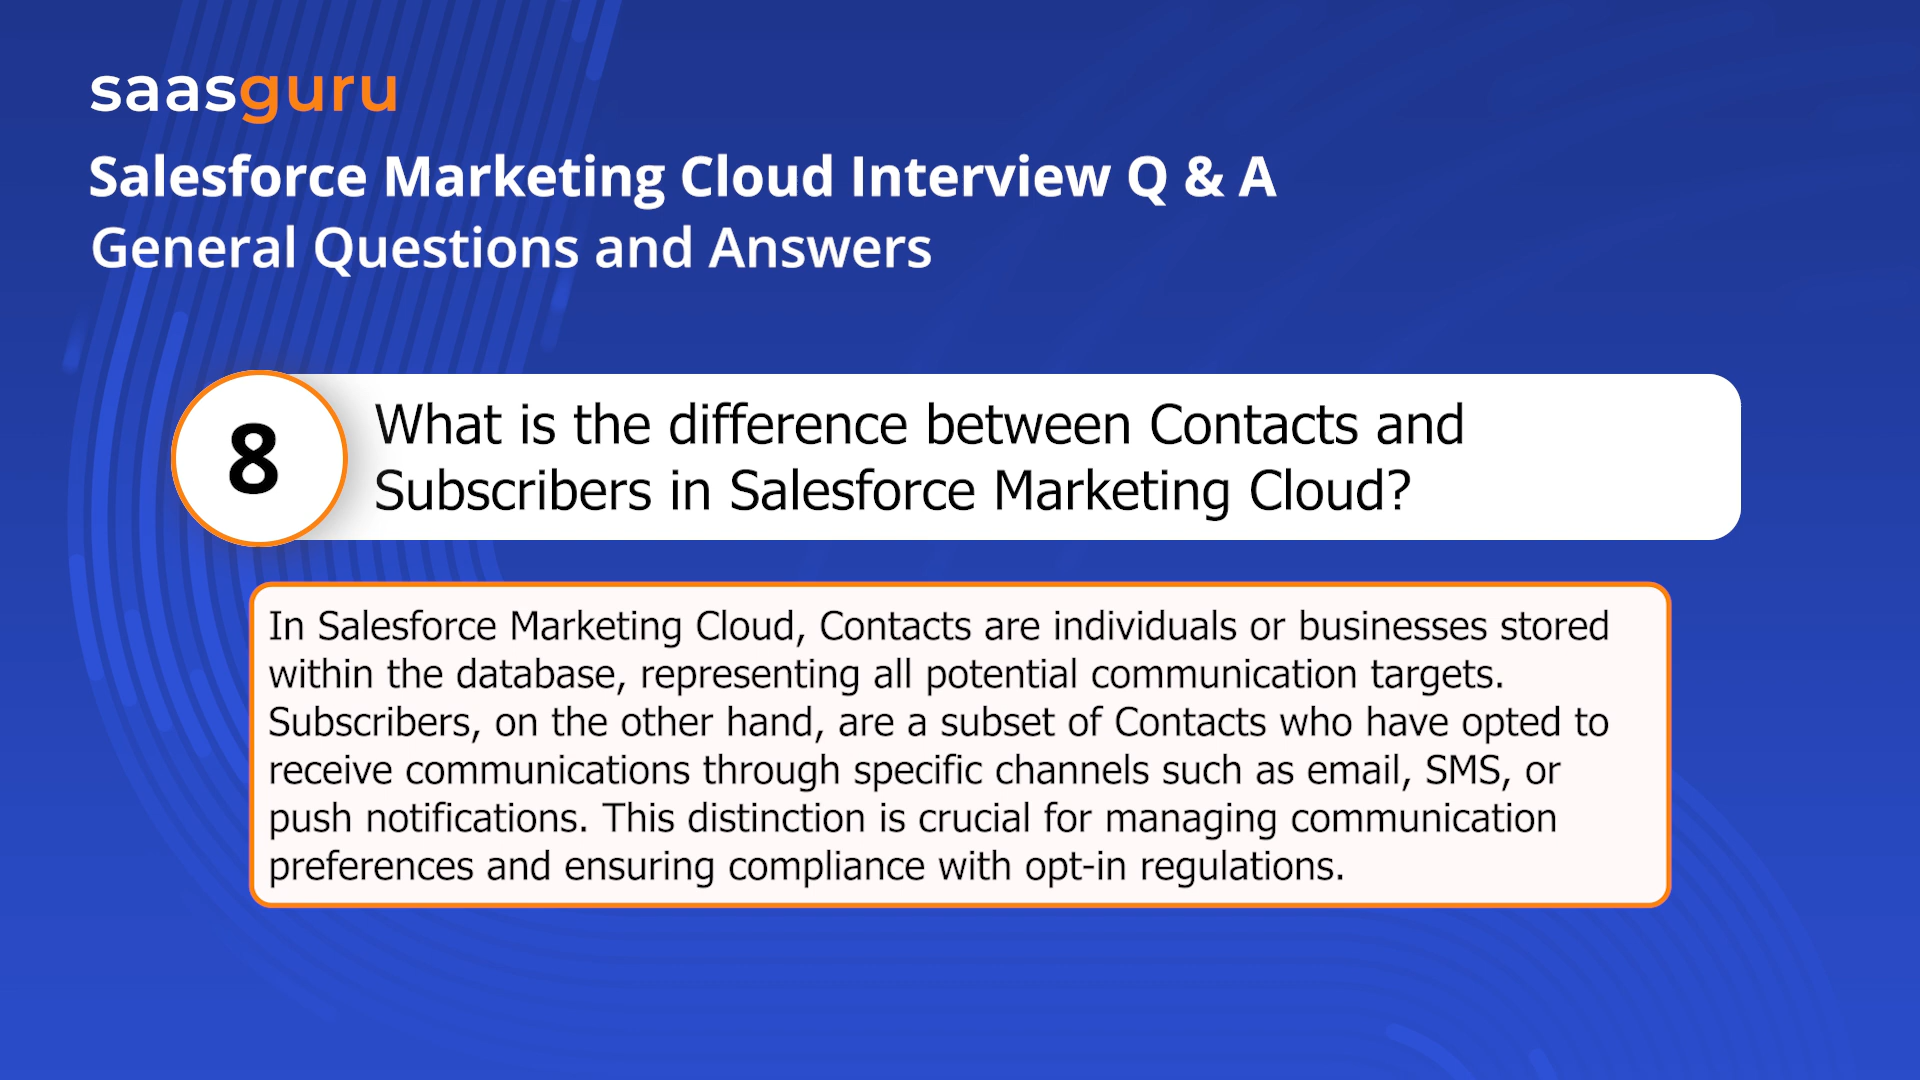 saasguru
Salesforce Marketing Cloud Interview Q & A
General Questions and Answers
8
What is the difference between Contacts and
Subscribers in Salesforce Marketing Cloud?
In Salesforce Marketing Cloud, Contacts are individuals or businesses stored
within the database, representing all potential communication targets.
Subscribers, on the other hand, are a subset of Contacts who have opted to
receive communications through specific channels such as email, SMS, or
push notifications. This distinction is crucial for managing communication
preferences and ensuring compliance with opt-in regulations.